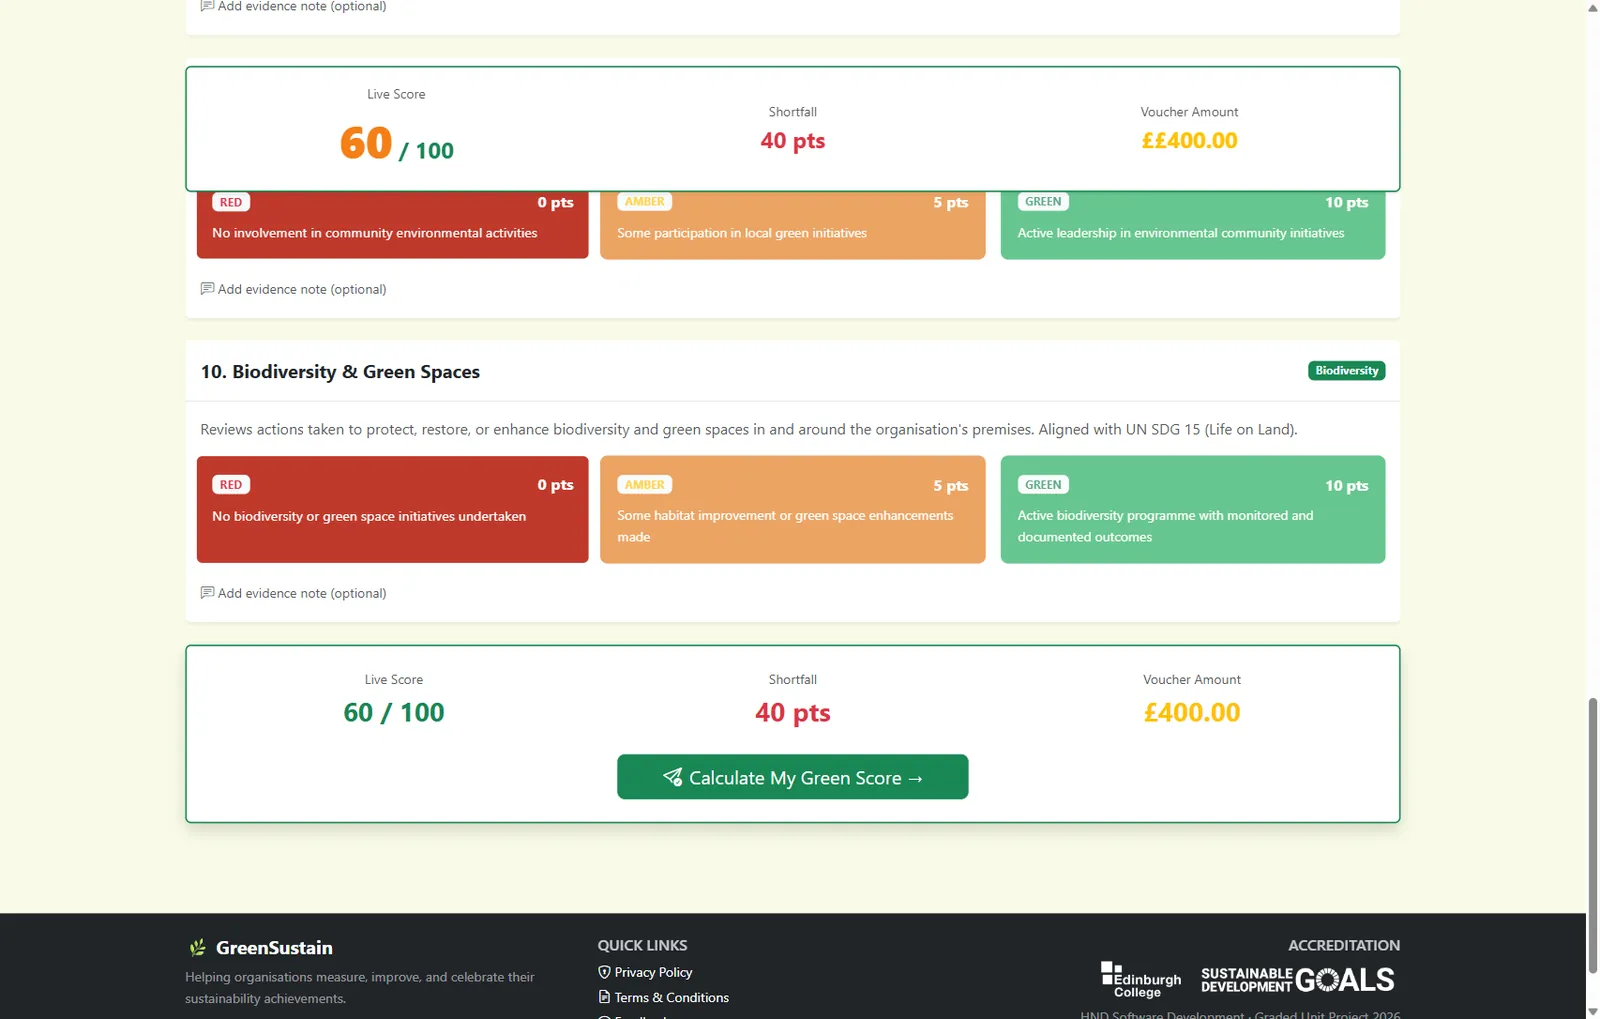 Add evidence note (optional)
Live Score
60 / 100
Shortfall
40 pts
Voucher Amount
££400.00
RED
0 pts
No involvement in community environmental activities
AMBER
5 pts
Some participation in local green initiatives
GREEN
10 pts
Active leadership in environmental community initiatives
Add evidence note (optional)
10. Biodiversity & Green Spaces
Biodiversity
Reviews actions taken to protect, restore, or enhance biodiversity and green spaces in and around the organisation's premises. Aligned with UN SDG 15 (Life on Land).
RED
0 pts
No biodiversity or green space initiatives undertaken
AMBER
5 pts
Some habitat improvement or green space enhancements
made
GREEN
10 pts
Active biodiversity programme with monitored and
documented outcomes
Add evidence note (optional)
Live Score
60 / 100
Shortfall
40 pts
Voucher Amount
£400.00
Calculate My Green Score →
GreenSustain
Helping organisations measure, improve, and celebrate their
sustainability achievements.
QUICK LINKS
Privacy Policy
Terms & Conditions
ACCREDITATION
Edinburgh
College
SUSTAINABLE
DEVELOPMENT
GOALS
HND Software Development · Graded Unit Project 2026